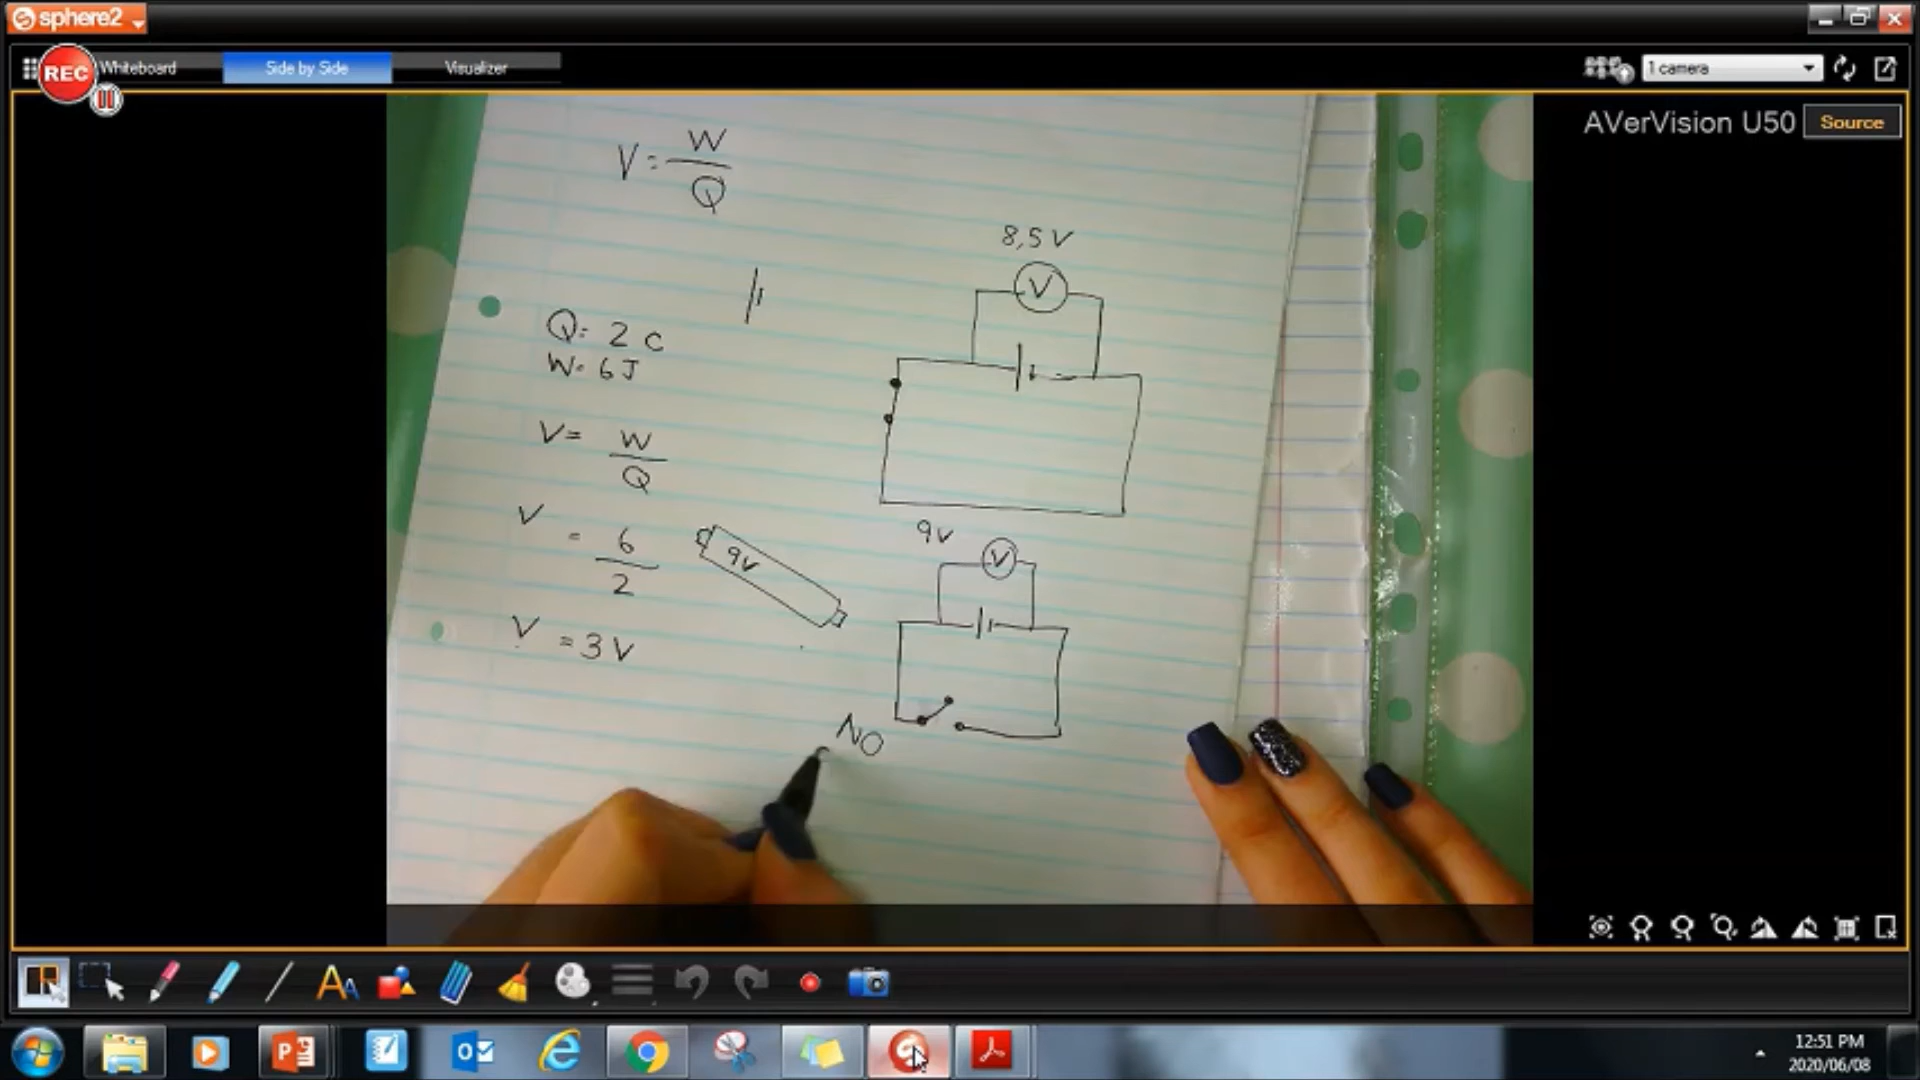 sphere2
REC
Whiteboard
Side by Side
Visualizer
1 camera
AVerVision U50
Source
V = W
Q
8,5 V
V
Q = 2 C
W = 6 J
V = W
Q
V
= 6
2
V = 3 V
9V
9V
V
NO
AA
12:51 PM
2020/06/08